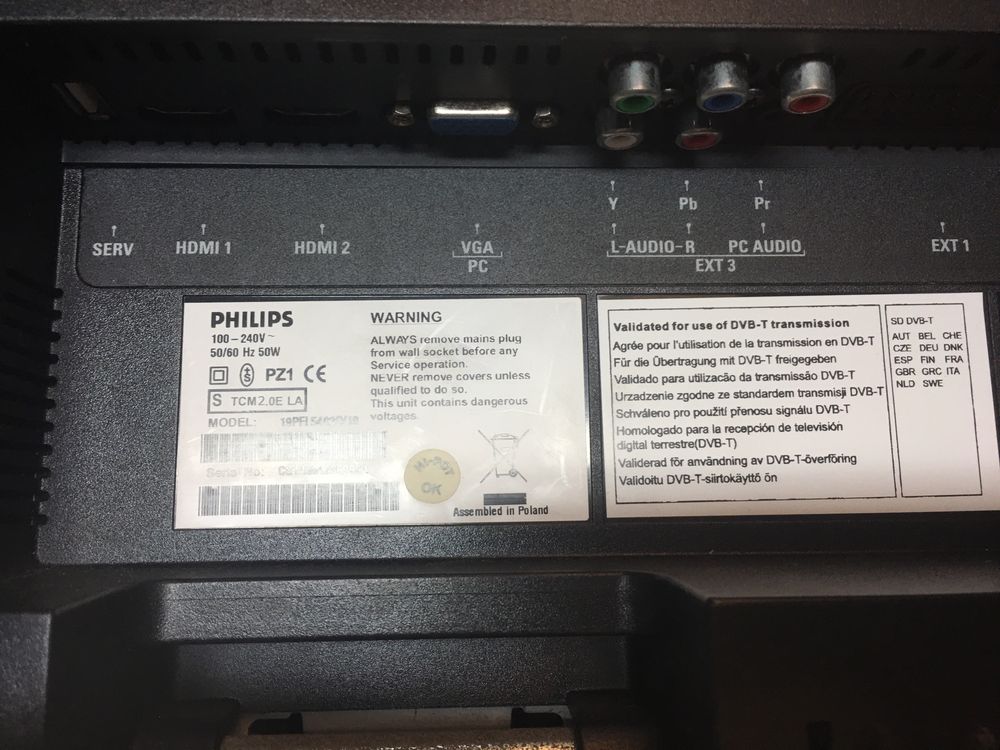 Y Pb Pr
SERV HDMI 1 HDMI 2 VGA L-AUDIO-R PC AUDIO EXT 1
PC EXT 3
PHILIPS
100–240V~
50/60 Hz 50W
PZ1 CE
S TCM2.0E LA
MODEL:
Serial No:
WARNING
ALWAYS remove mains plug
from wall socket before any
Service operation.
NEVER remove covers unless
qualified to do so.
This unit contains dangerous
voltages.
HI-POT
OK
Assembled in Poland
Validated for use of DVB-T transmission
Agrée pour l'utilisation de la transmission en DVB-T
Für die Übertragung mit DVB-T freigegeben
Validado para utilizacão da transmissão DVB-T
Urzadzenie zgodne ze standardem transmisji DVB-T
Schváleno pro použití přenosu signálu DVB-T
Homologado para la recepción de televisión
digital terrestre(DVB-T)
Validerad för användning av DVB-T-överföring
Validoitu DVB-T-siirtokäyttö ön
SD DVB-T
AUT BEL CHE
CZE DEU DNK
ESP FIN FRA
GBR GRC ITA
NLD SWE